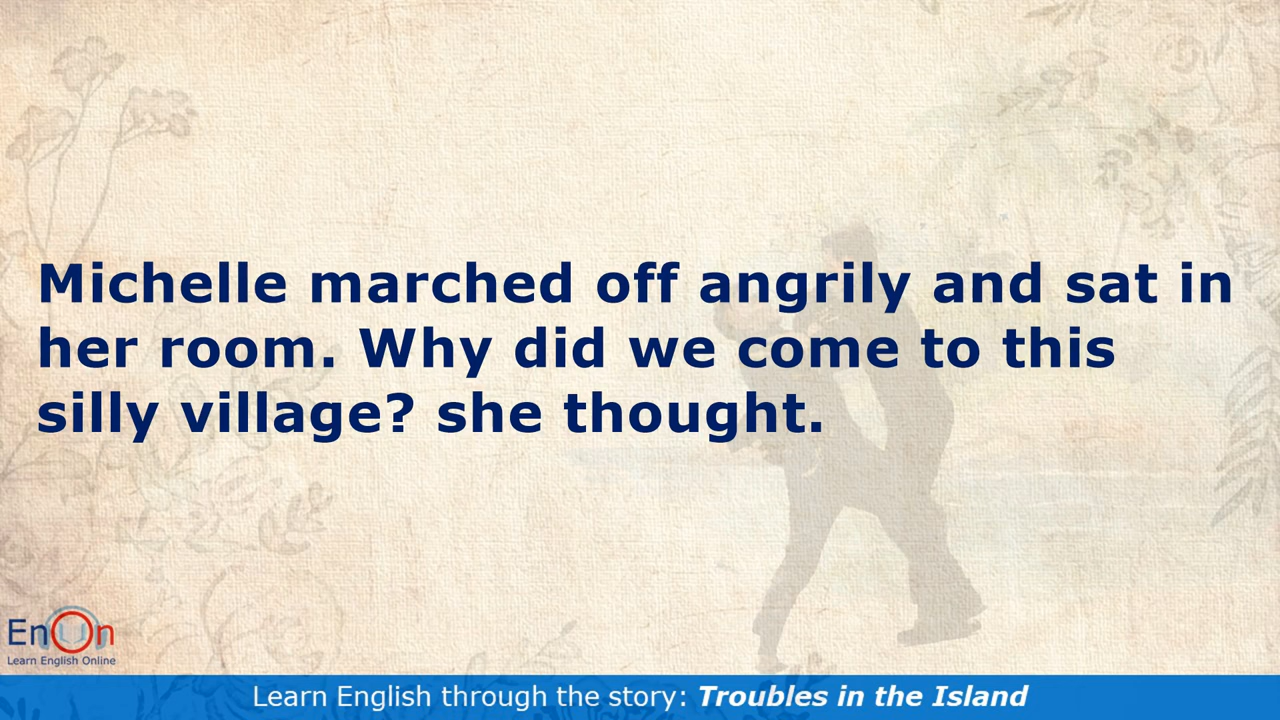 Michelle marched off angrily and sat in
her room. Why did we come to this
silly village? she thought.
EnOn
Learn English Online
Learn English through the story: Troubles in the Island